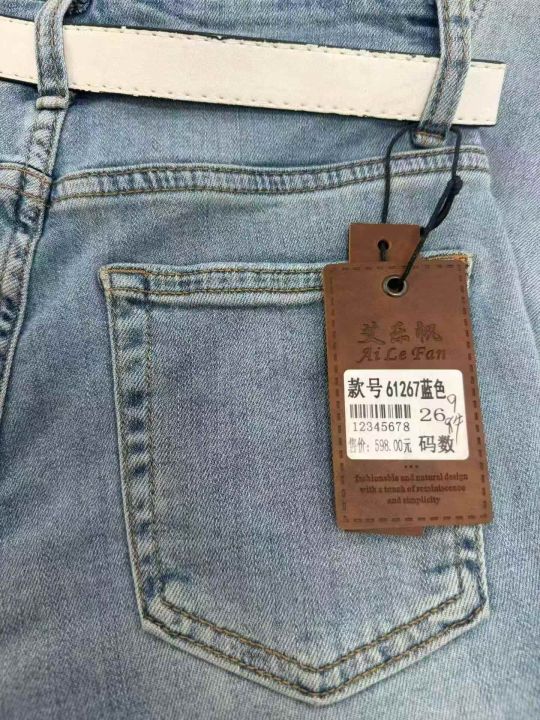 艾乐帆
Ai Le Fan
款号 61267蓝色
12345678
26
售价: 598.00元 码数
fashionable and natural design
with a touch of reminiscence
and simplicity